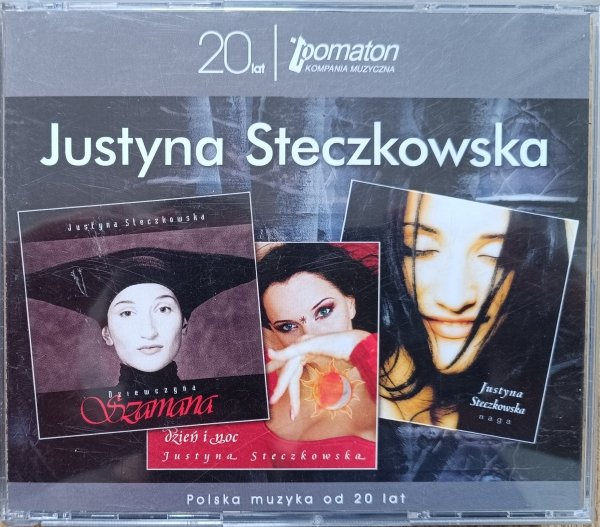 20 lat pomaton
KOMPANIA MUZYCZNA
Justyna Steczkowska
Justyna Steczkowska
Dziewczyna
Szamana
dzień i noc
Justyna Steczkowska
Justyna
Steczkowska
naga
Polska muzyka od 20 lat